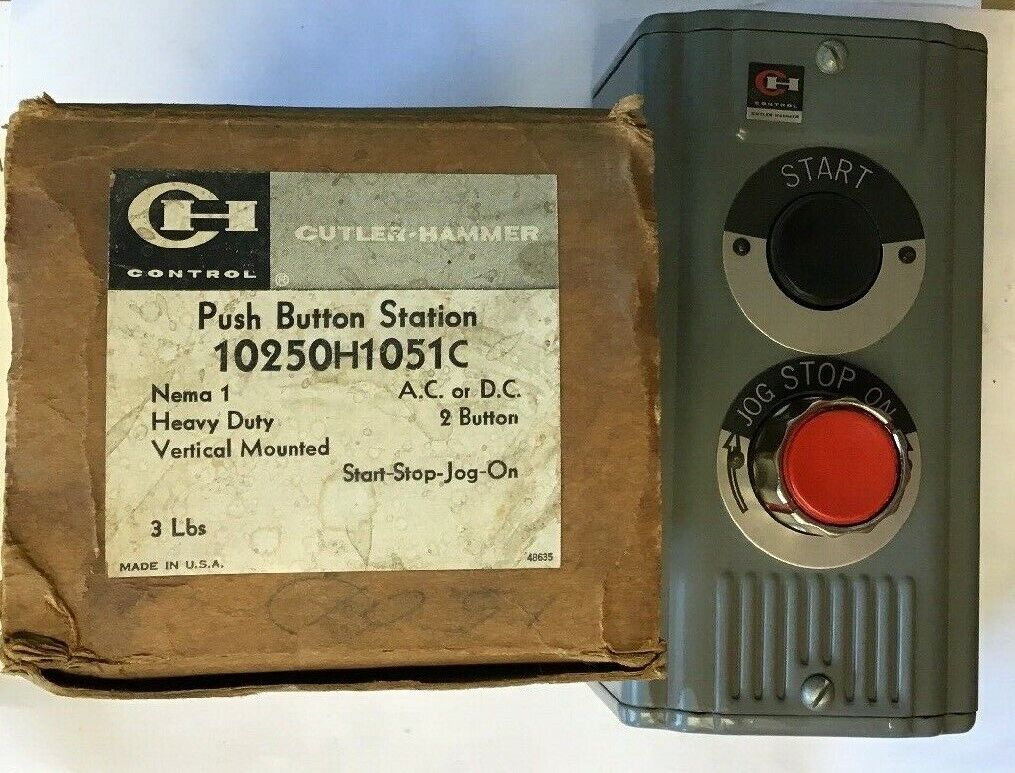 CH
CONTROL
®
CUTLER-HAMMER
Push Button Station
10250H1051C
Nema 1
A.C. or D.C.
Heavy Duty
2 Button
Vertical Mounted
Start-Stop-Jog-On
3 Lbs
MADE IN U.S.A.
48635
CH
CONTROL
CUTLER-HAMMER
START
JOG STOP ON